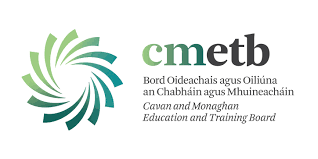 cmetb
Bord Oideachais agus Oiliúna
an Chabháin agus Mhuineacháin
Cavan and Monaghan
Education and Training Board